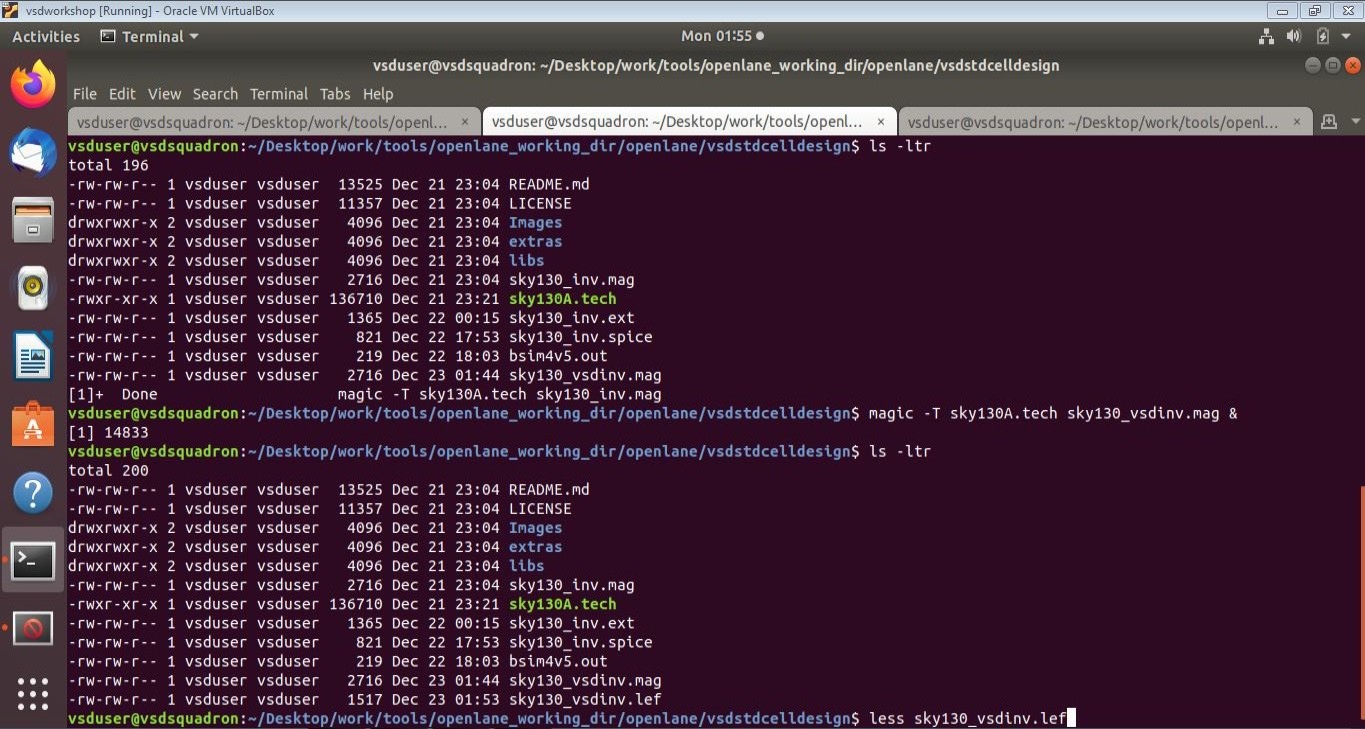 vsdworkshop [Running] - Oracle VM VirtualBox
Activities Terminal Mon 01:55
vsduser@vsdsquadron: ~/Desktop/work/tools/openlane_working_dir/openlane/vsdstdcelldesign
File Edit View Search Terminal Tabs Help
vsduser@vsdsquadron: ~/Desktop/work/tools/openl... × vsduser@vsdsquadron: ~/Desktop/work/tools/openl... × vsduser@vsdsquadron: ~/Desktop/work/tools/openl... ×
vsduser@vsdsquadron:~/Desktop/work/tools/openlane_working_dir/openlane/vsdstdcelldesign$ ls -ltr
total 196
-rw-rw-r-- 1 vsduser vsduser  13525 Dec 21 23:04 README.md
-rw-rw-r-- 1 vsduser vsduser  11357 Dec 21 23:04 LICENSE
drwxrwxr-x 2 vsduser vsduser   4096 Dec 21 23:04 Images
drwxrwxr-x 2 vsduser vsduser   4096 Dec 21 23:04 extras
drwxrwxr-x 2 vsduser vsduser   4096 Dec 21 23:04 libs
-rw-rw-r-- 1 vsduser vsduser   2716 Dec 21 23:04 sky130_inv.mag
-rwxr-xr-x 1 vsduser vsduser 136710 Dec 21 23:21 sky130A.tech
-rw-rw-r-- 1 vsduser vsduser   1365 Dec 22 00:15 sky130_inv.ext
-rw-rw-r-- 1 vsduser vsduser    821 Dec 22 17:53 sky130_inv.spice
-rw-rw-r-- 1 vsduser vsduser    219 Dec 22 18:03 bsim4v5.out
-rw-rw-r-- 1 vsduser vsduser   2716 Dec 23 01:44 sky130_vsdinv.mag
[1]+  Done                    magic -T sky130A.tech sky130_inv.mag
vsduser@vsdsquadron:~/Desktop/work/tools/openlane_working_dir/openlane/vsdstdcelldesign$ magic -T sky130A.tech sky130_vsdinv.mag &
[1] 14833
vsduser@vsdsquadron:~/Desktop/work/tools/openlane_working_dir/openlane/vsdstdcelldesign$ ls -ltr
total 200
-rw-rw-r-- 1 vsduser vsduser  13525 Dec 21 23:04 README.md
-rw-rw-r-- 1 vsduser vsduser  11357 Dec 21 23:04 LICENSE
drwxrwxr-x 2 vsduser vsduser   4096 Dec 21 23:04 Images
drwxrwxr-x 2 vsduser vsduser   4096 Dec 21 23:04 extras
drwxrwxr-x 2 vsduser vsduser   4096 Dec 21 23:04 libs
-rw-rw-r-- 1 vsduser vsduser   2716 Dec 21 23:04 sky130_inv.mag
-rwxr-xr-x 1 vsduser vsduser 136710 Dec 21 23:21 sky130A.tech
-rw-rw-r-- 1 vsduser vsduser   1365 Dec 22 00:15 sky130_inv.ext
-rw-rw-r-- 1 vsduser vsduser    821 Dec 22 17:53 sky130_inv.spice
-rw-rw-r-- 1 vsduser vsduser    219 Dec 22 18:03 bsim4v5.out
-rw-rw-r-- 1 vsduser vsduser   2716 Dec 23 01:44 sky130_vsdinv.mag
-rw-rw-r-- 1 vsduser vsduser   1517 Dec 23 01:53 sky130_vsdinv.lef
vsduser@vsdsquadron:~/Desktop/work/tools/openlane_working_dir/openlane/vsdstdcelldesign$ less sky130_vsdinv.lef